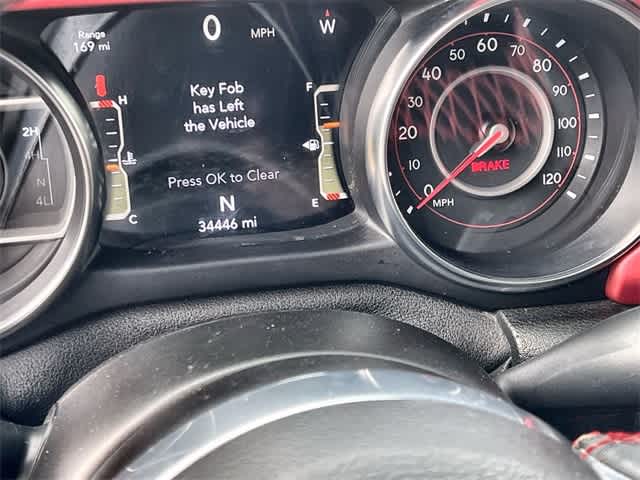 Range
169 mi
0 MPH
W
Key Fob
has Left
the Vehicle
Press OK to Clear
N
34446 mi
H
C
F
E
2H
4H
N
4L
0
10
20
30
40
50
60
70
80
90
100
110
120
MPH
BRAKE